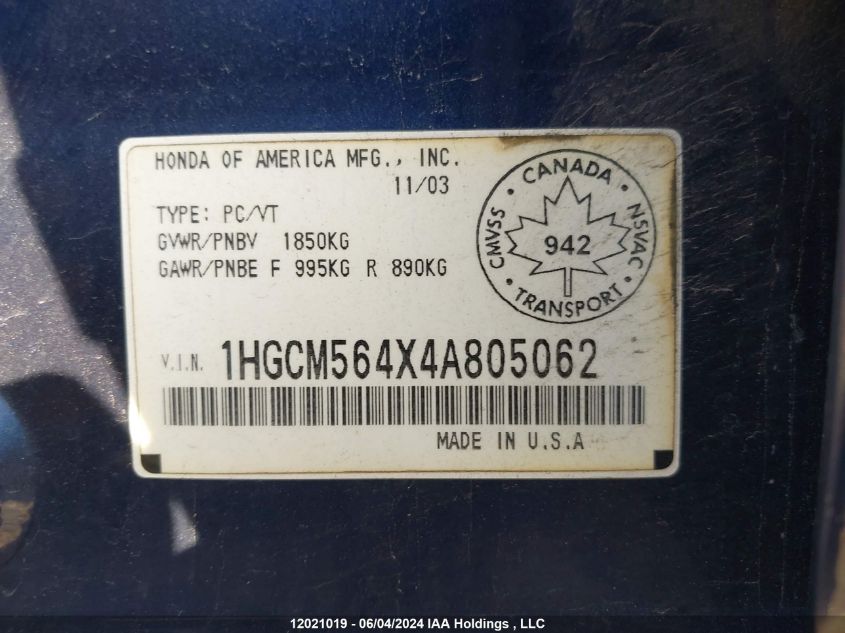 HONDA OF AMERICA MFG., INC.
11/03
TYPE: PC/VT
GVWR/PNBV 1850KG
GAWR/PNBE F 995KG R 890KG
CMVSS · CANADA · NSVAC · TRANSPORT ·
942
V.I.N. 1HGCM564X4A805062
MADE IN U.S.A
12021019 - 06/04/2024 IAA Holdings , LLC